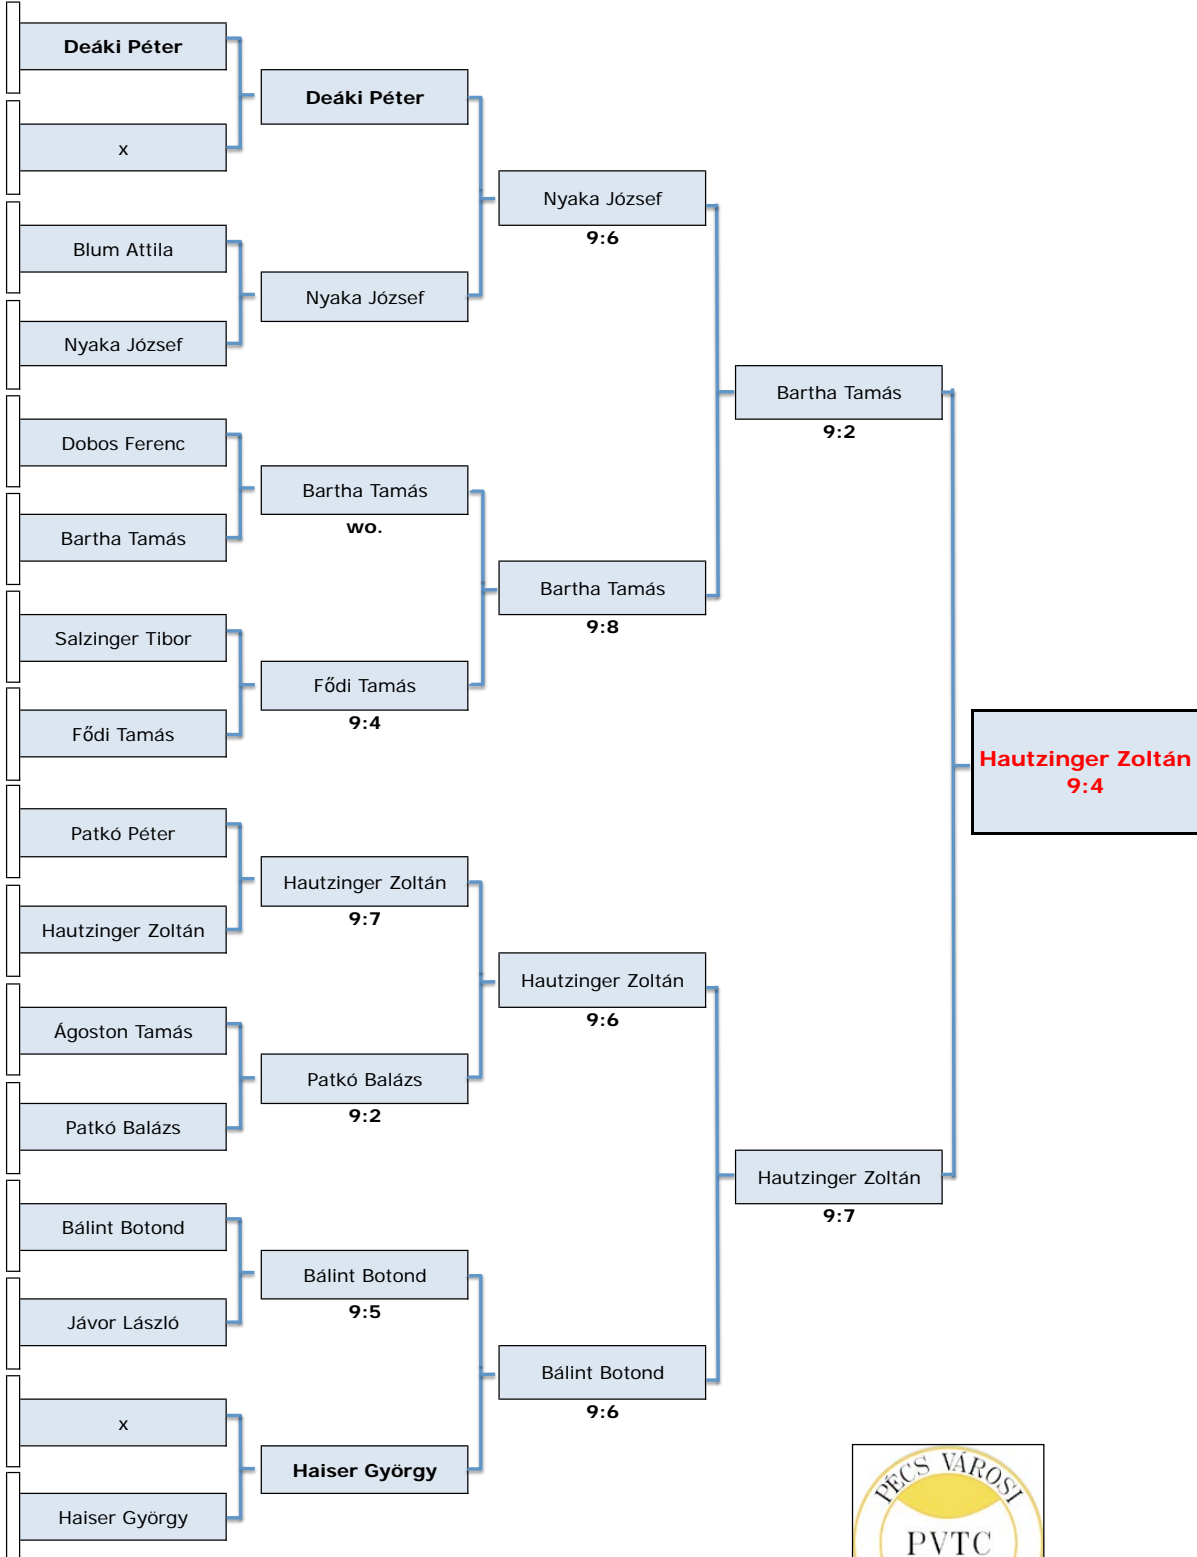 Deáki Péter
x
Blum Attila
Nyaka József
Dobos Ferenc
Bartha Tamás
Salzinger Tibor
Fődi Tamás
Patkó Péter
Hautzinger Zoltán
Ágoston Tamás
Patkó Balázs
Bálint Botond
Jávor László
x
Haiser György
Deáki Péter
Nyaka József
Bartha Tamás
wo.
Fődi Tamás
9:4
Hautzinger Zoltán
9:7
Patkó Balázs
9:2
Bálint Botond
9:5
Haiser György
Nyaka József
9:6
Bartha Tamás
9:8
Hautzinger Zoltán
9:6
Bálint Botond
9:6
Bartha Tamás
9:2
Hautzinger Zoltán
9:7
Hautzinger Zoltán
9:4
PÉCS VÁROSI
PVTC